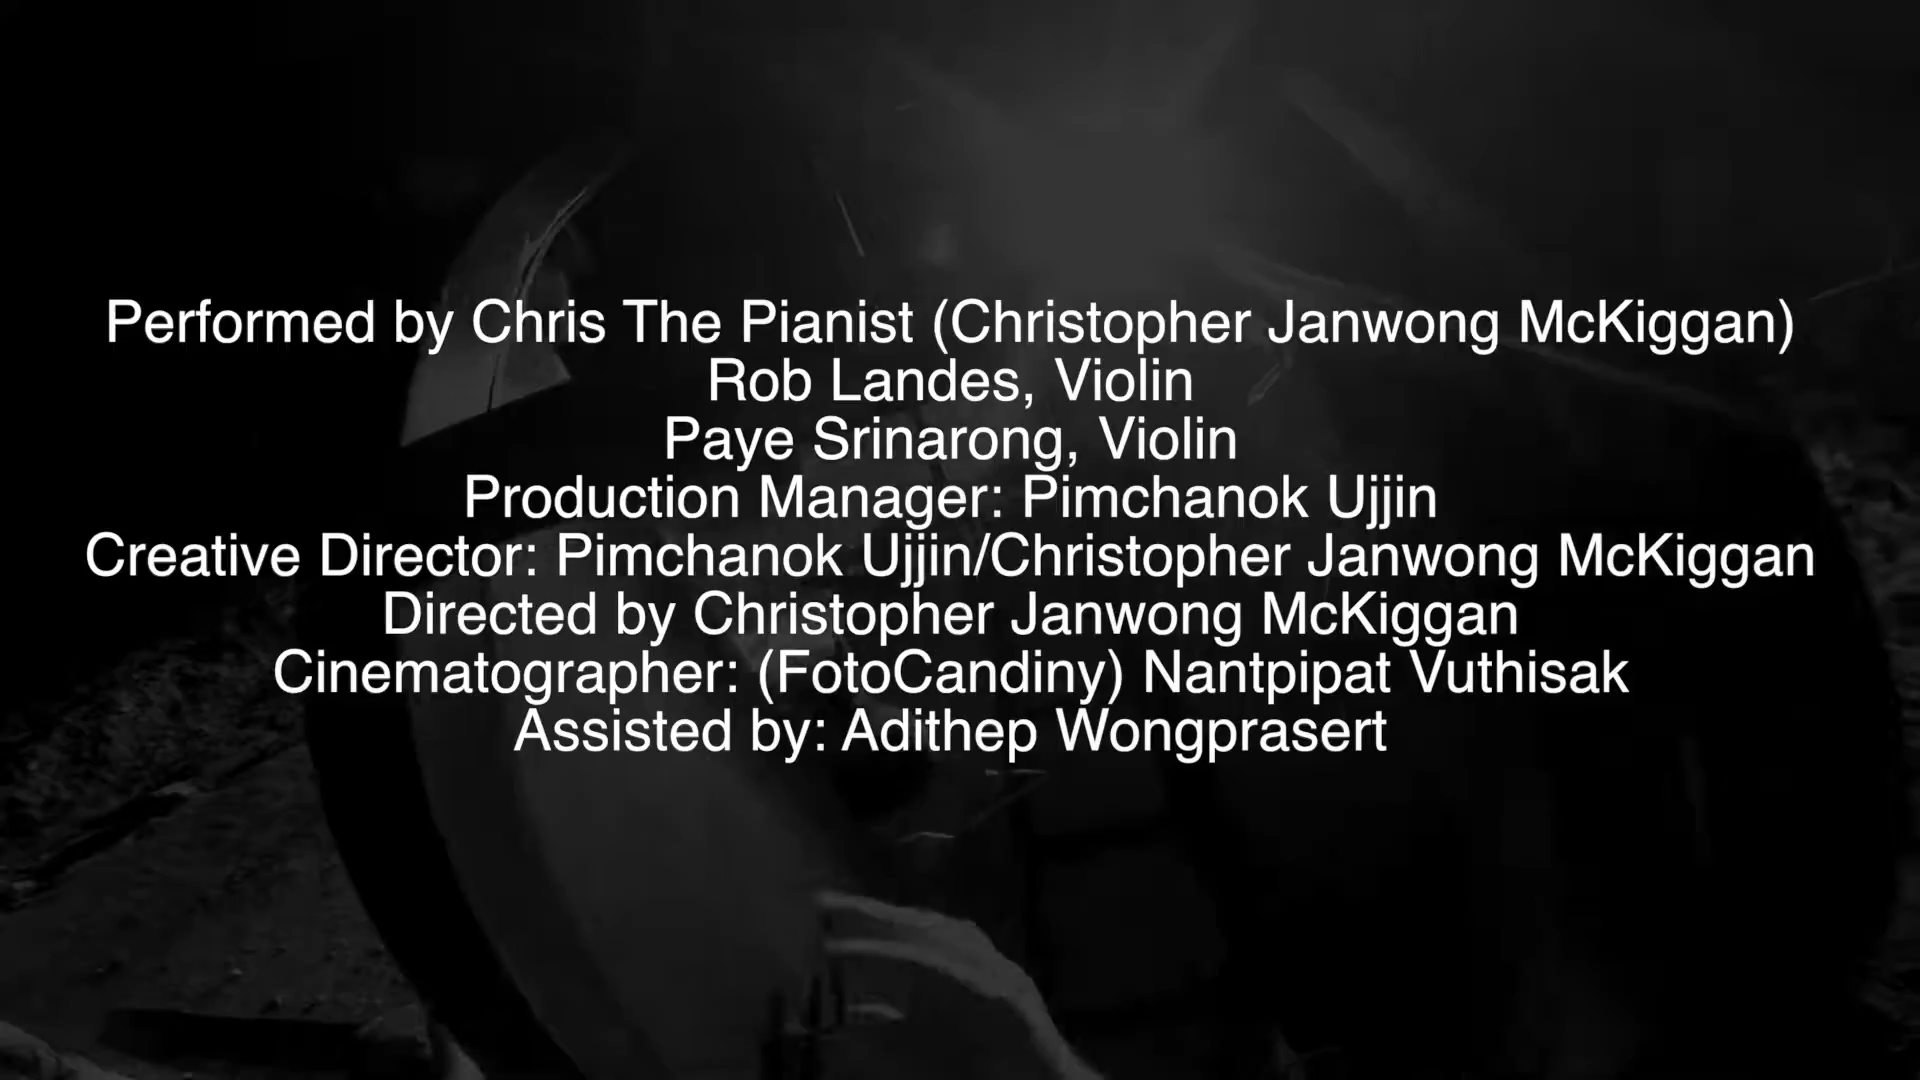 Performed by Chris The Pianist (Christopher Janwong McKiggan)
Rob Landes, Violin
Paye Srinarong, Violin
Production Manager: Pimchanok Ujjin
Creative Director: Pimchanok Ujjin/Christopher Janwong McKiggan
Directed by Christopher Janwong McKiggan
Cinematographer: (FotoCandiny) Nantpipat Vuthisak
Assisted by: Adithep Wongprasert